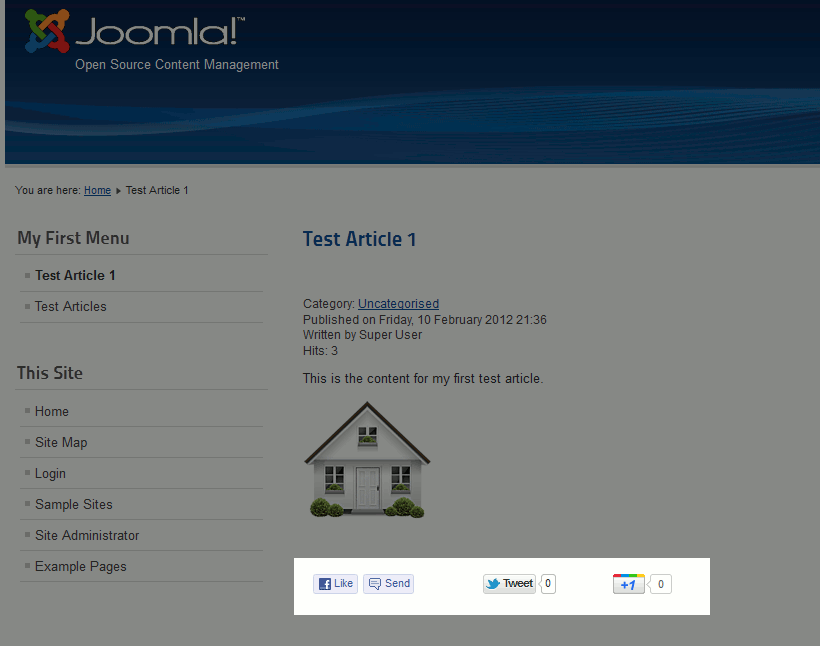 Joomla!™
Open Source Content Management
You are here: Home Test Article 1
My First Menu
Test Article 1
Test Articles
This Site
Home
Site Map
Login
Sample Sites
Site Administrator
Example Pages
Test Article 1
Category: Uncategorised
Published on Friday, 10 February 2012 21:36
Written by Super User
Hits: 3
This is the content for my first test article.
Like Send Tweet 0 +1 0